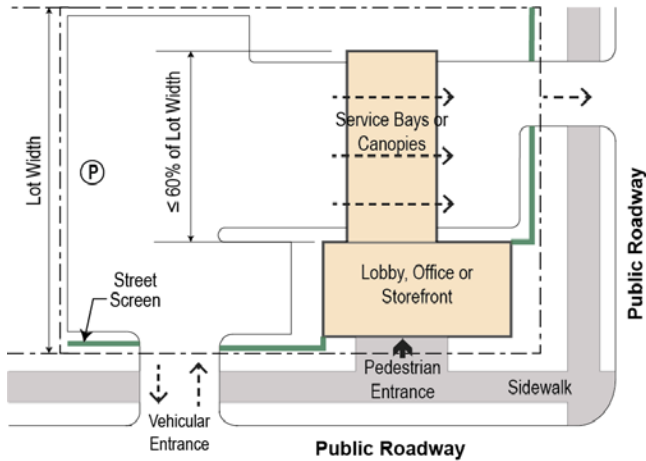 Lot Width
≤ 60% of Lot Width
P
Service Bays or
Canopies
Street
Screen
Lobby, Office or
Storefront
Pedestrian
Entrance
Sidewalk
Vehicular
Entrance
Public Roadway
Public Roadway